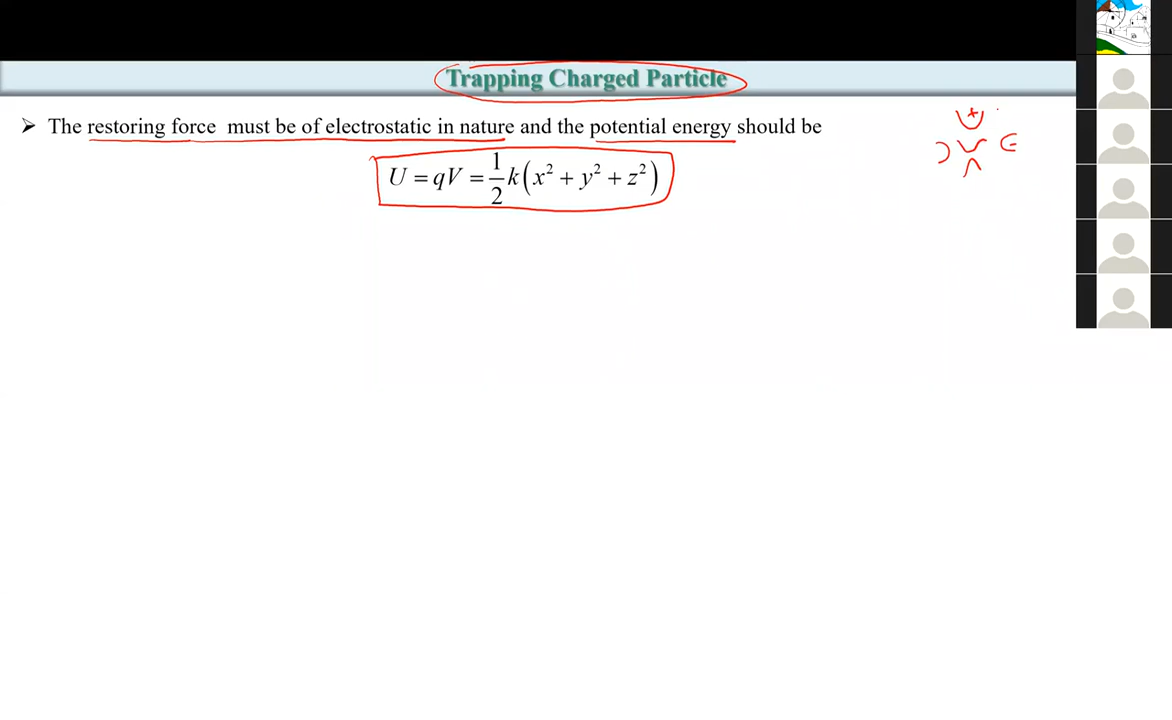 Trapping Charged Particle
➤ The restoring force must be of electrostatic in nature and the potential energy should be
U = qV = \frac{1}{2} k (x² + y² + z²)
+